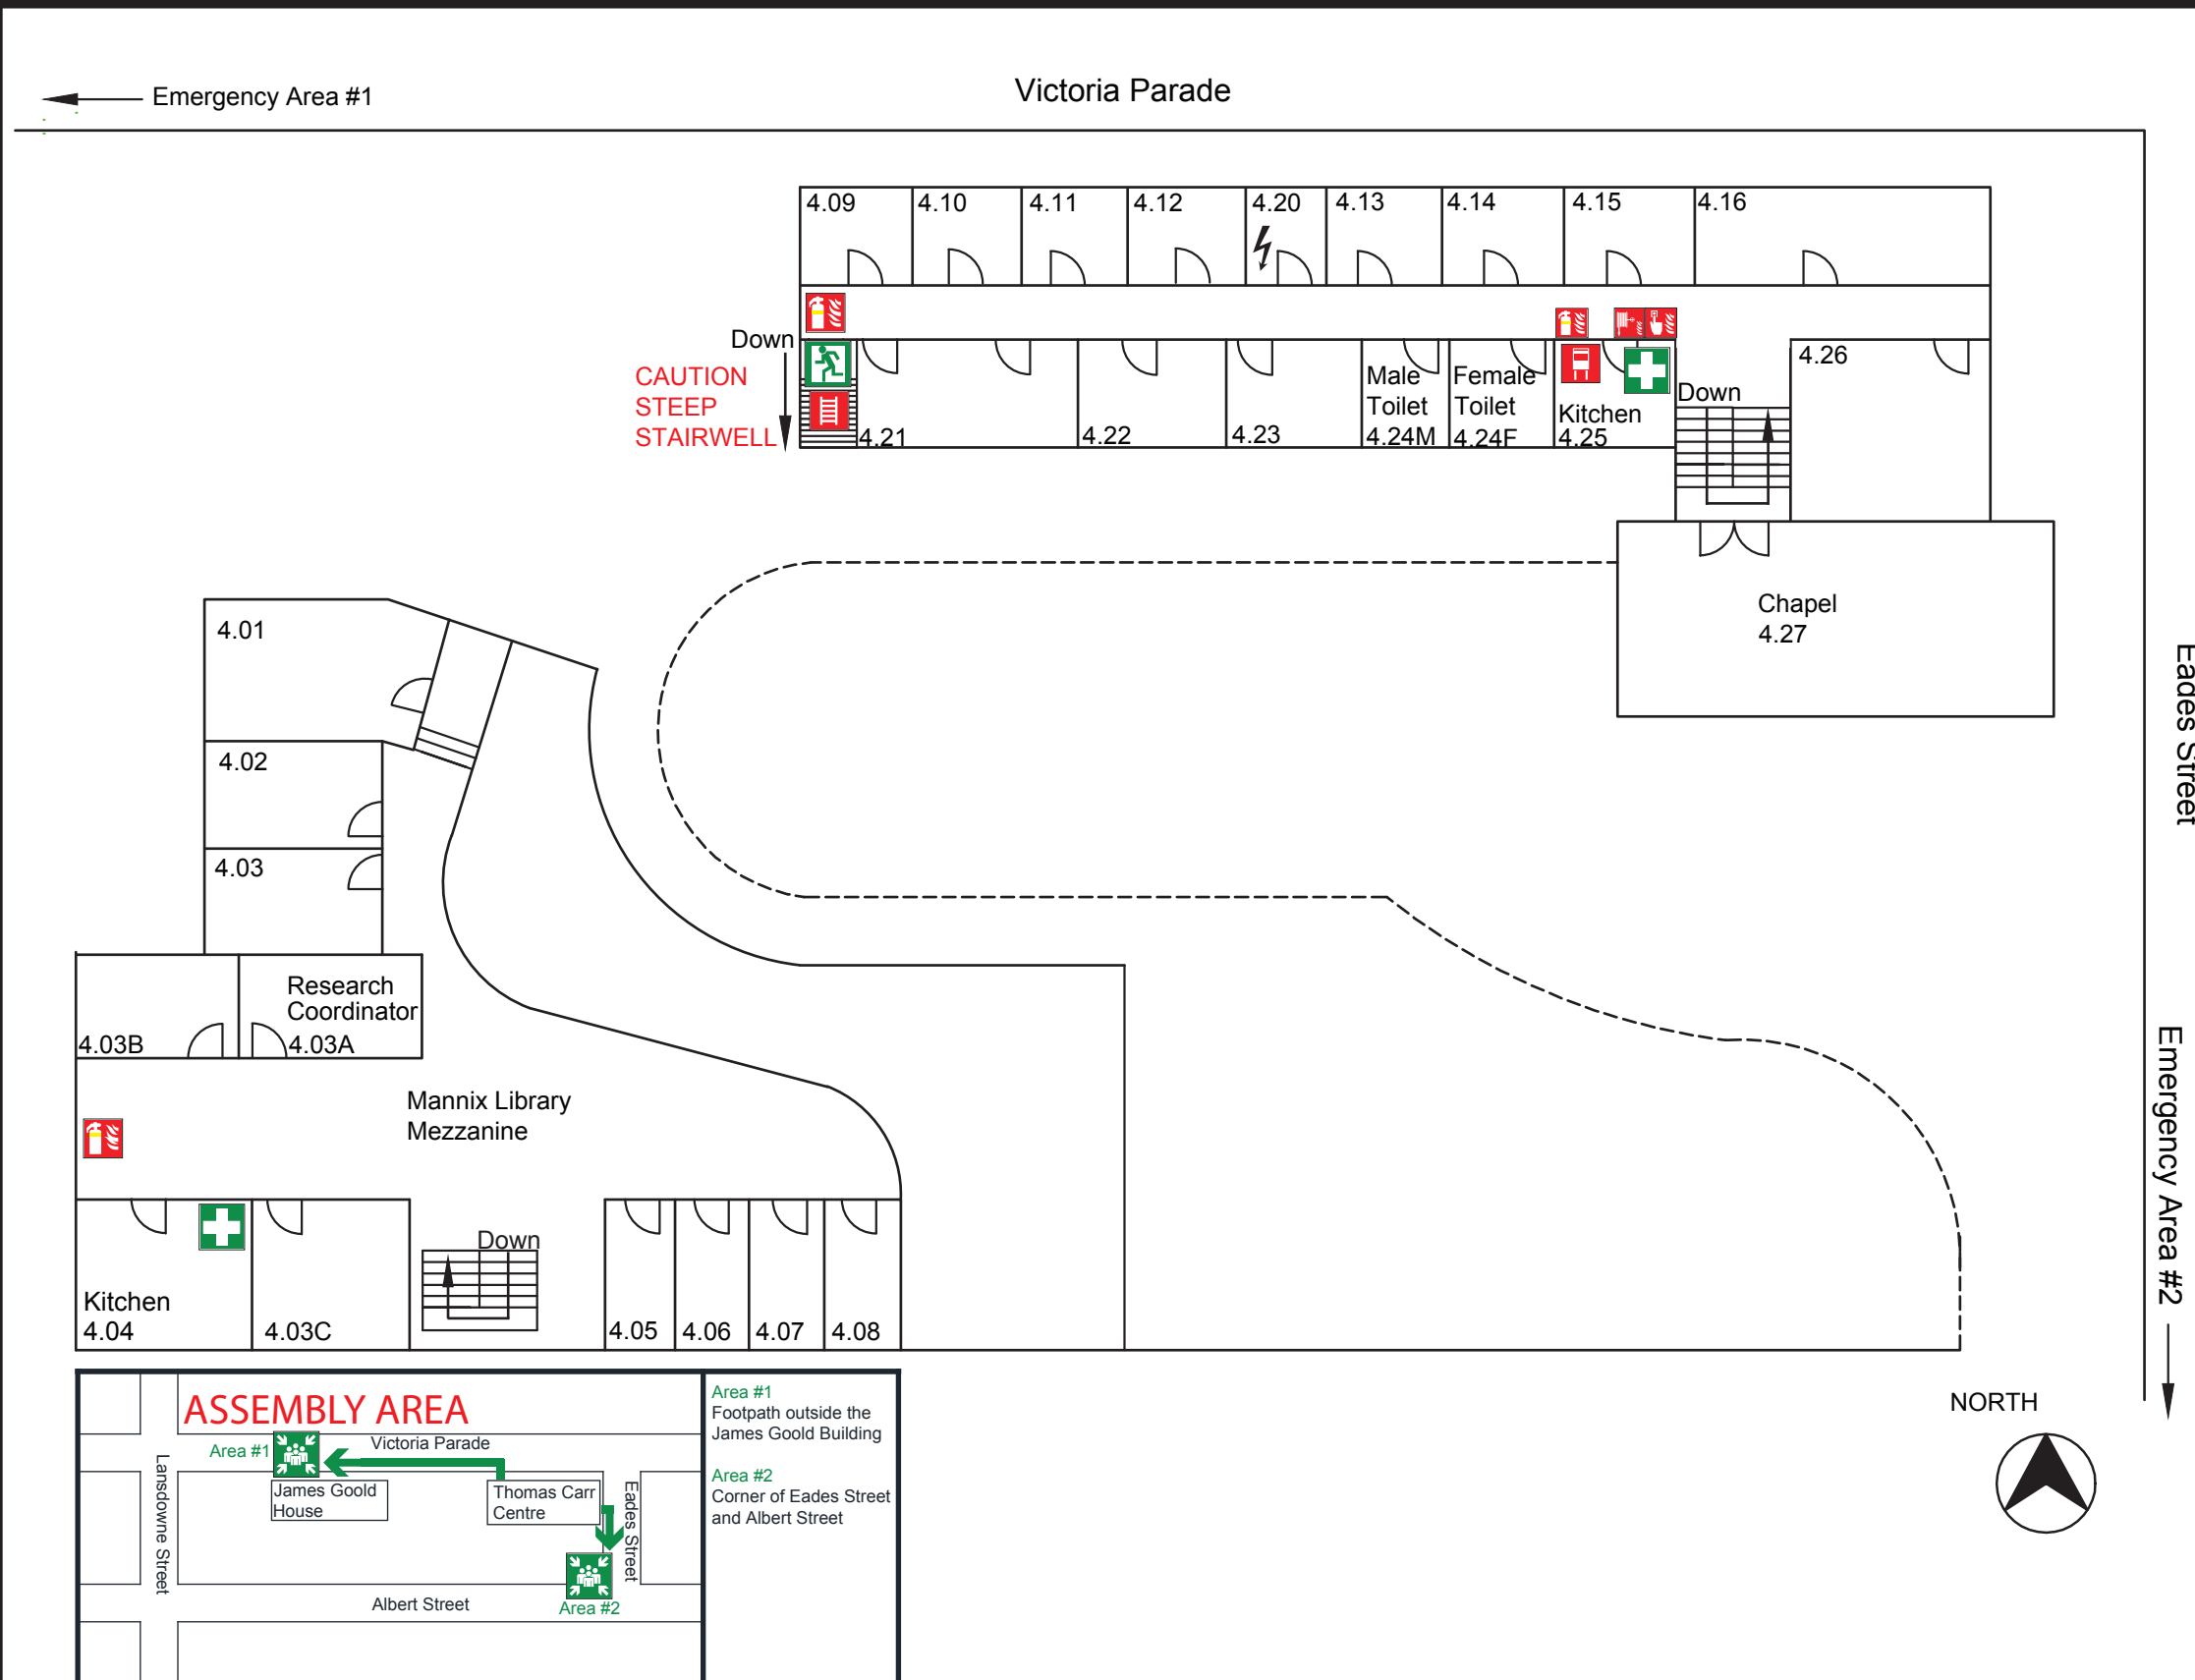 Emergency Area #1
Victoria Parade
4.09
4.10
4.11
4.12
4.20
4.13
4.14
4.15
4.16
Down
CAUTION
STEEP
STAIRWELL
4.21
4.22
4.23
Male
Toilet
4.24M
Female
Toilet
4.24F
Kitchen
4.25
Down
4.26
Chapel
4.27
Eades Street
Emergency Area #2
4.01
4.02
4.03
Research
Coordinator
4.03A
4.03B
Mannix Library
Mezzanine
Kitchen
4.04
4.03C
Down
4.05
4.06
4.07
4.08
NORTH
ASSEMBLY AREA
Area #1
Victoria Parade
Lansdowne Street
James Goold
House
Thomas Carr
Centre
Eades Street
Albert Street
Area #2
Area #1
Footpath outside the
James Goold Building
Area #2
Corner of Eades Street
and Albert Street